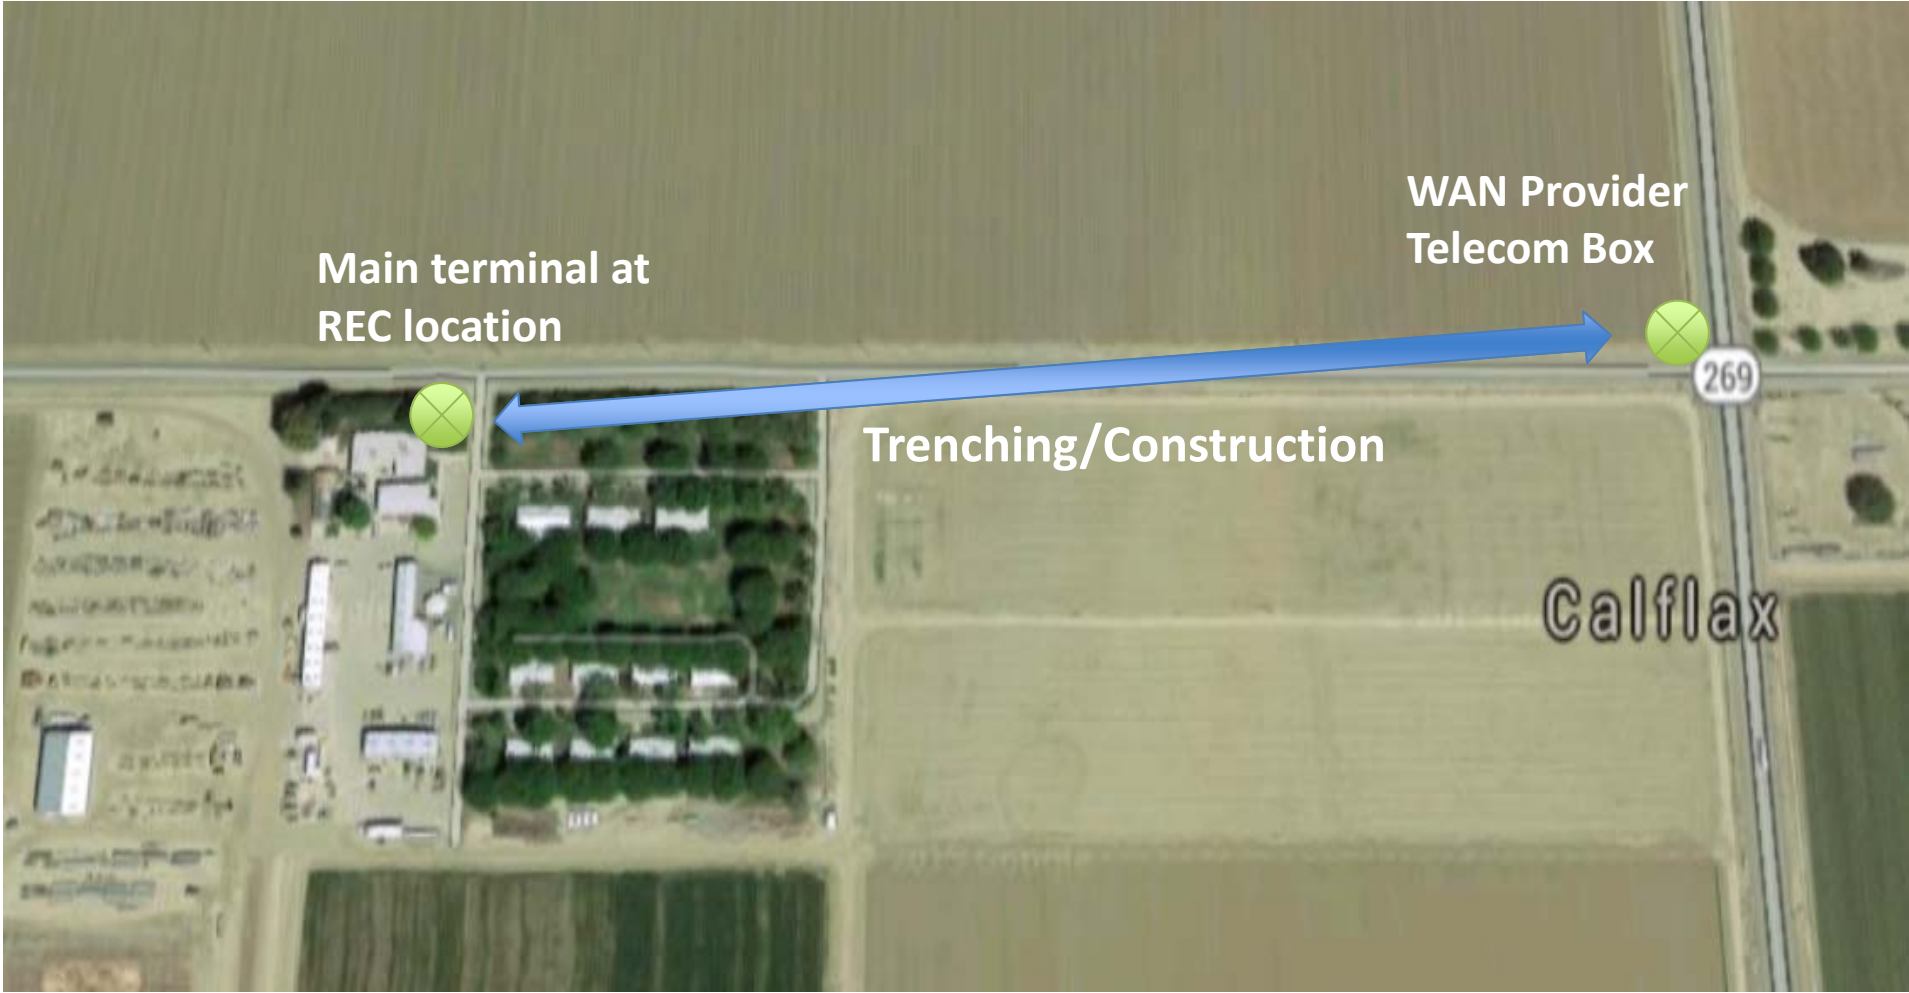 WAN Provider
Telecom Box
Main terminal at
REC location
269
Trenching/Construction
Calflax